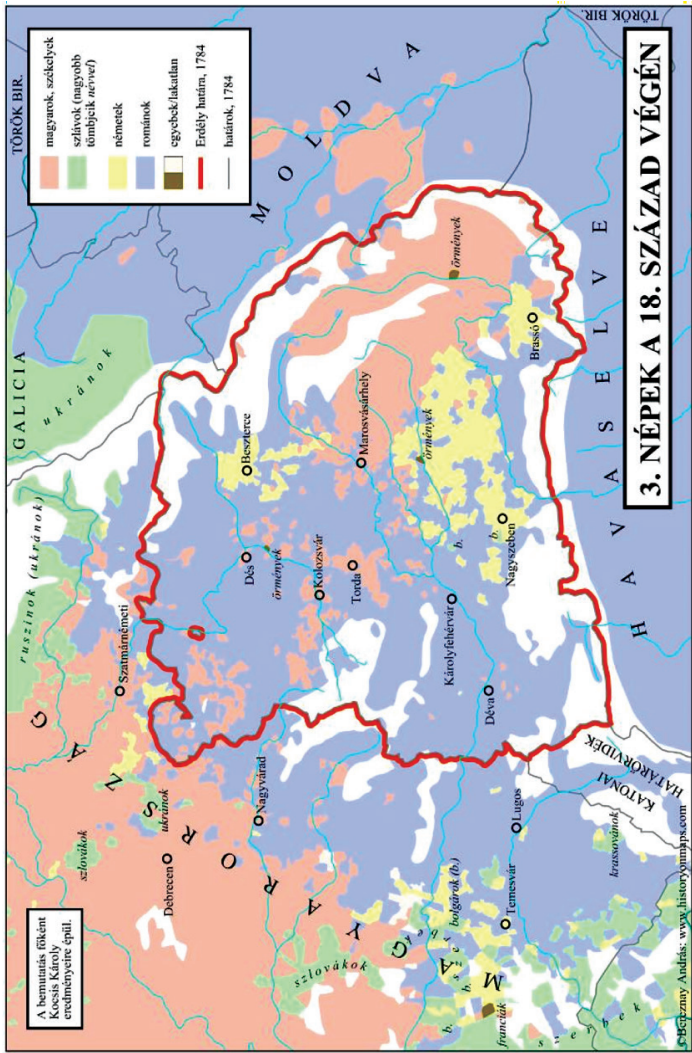 A bemutatás főként
Kocsis Károly
eredményeire épül.
TÖRÖK BIR.
magyarok, székelyek
szlávok (nagyobb
tömbjeik névvel)
németek
románok
egyebek/lakatlan
Erdély határa, 1784
határok, 1784
GALICIA
ukránok
ruszinok (ukránok)
MOLDVA
szlovákok
Szatmárnémeti
ukránok
Debrecen
MAGYARORSZÁG
Beszterce
Dés
örmények
Nagyvárad
Kolozsvár
Torda
Marosvásárhely
szlovákok
örmények
örmények
Károlyfehérvár
b.
Déva
bolgárok (b.)
szerbek
b.
b.
Nagyszeben
b.
Temesvár
Lugos
franciák
Brassó
krassovánok
szerbek
KATONAI
HATÁRŐRVIDÉK
HAVASELVE
TÖRÖK BIR.
3. NÉPEK A 18. SZÁZAD VÉGÉN
©Bereznay András: www.historyonmaps.com